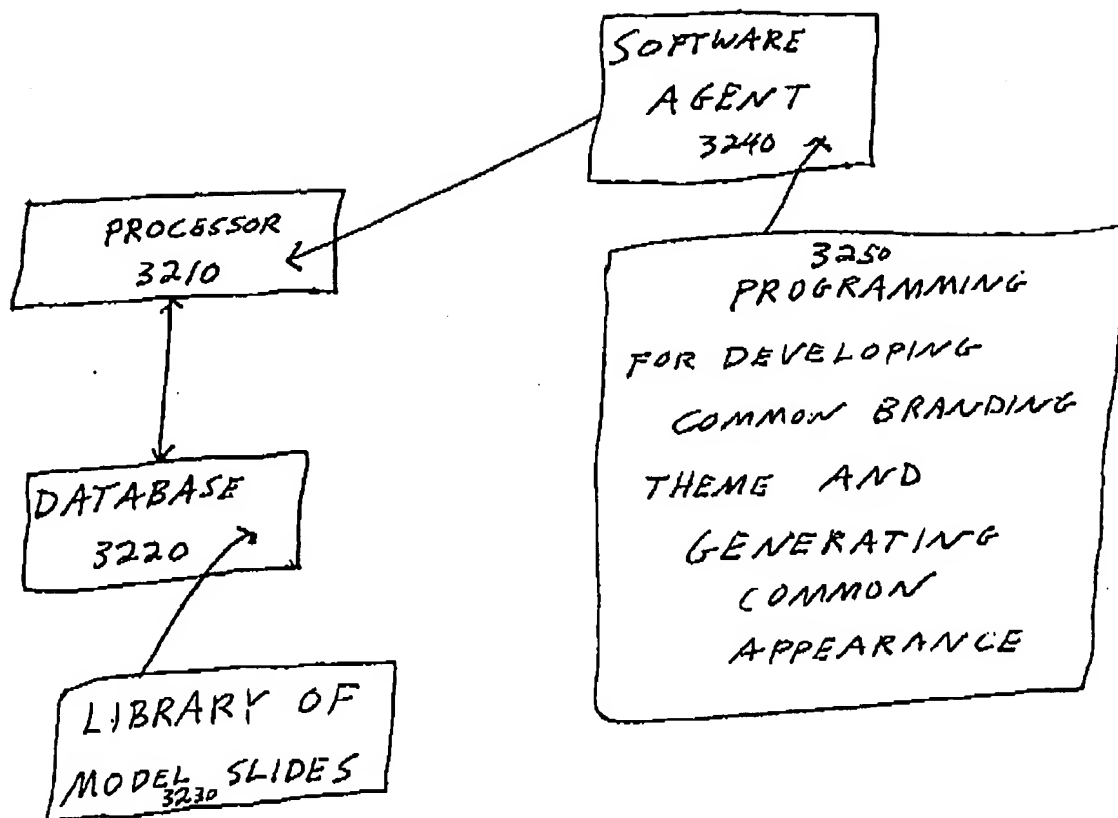 SOFTWARE
AGENT
3240
PROCESSOR
3210
3250
PROGRAMMING
FOR DEVELOPING
COMMON BRANDING
THEME AND
GENERATING
COMMON
APPEARANCE
DATABASE
3220
LIBRARY OF
MODEL SLIDES
3230